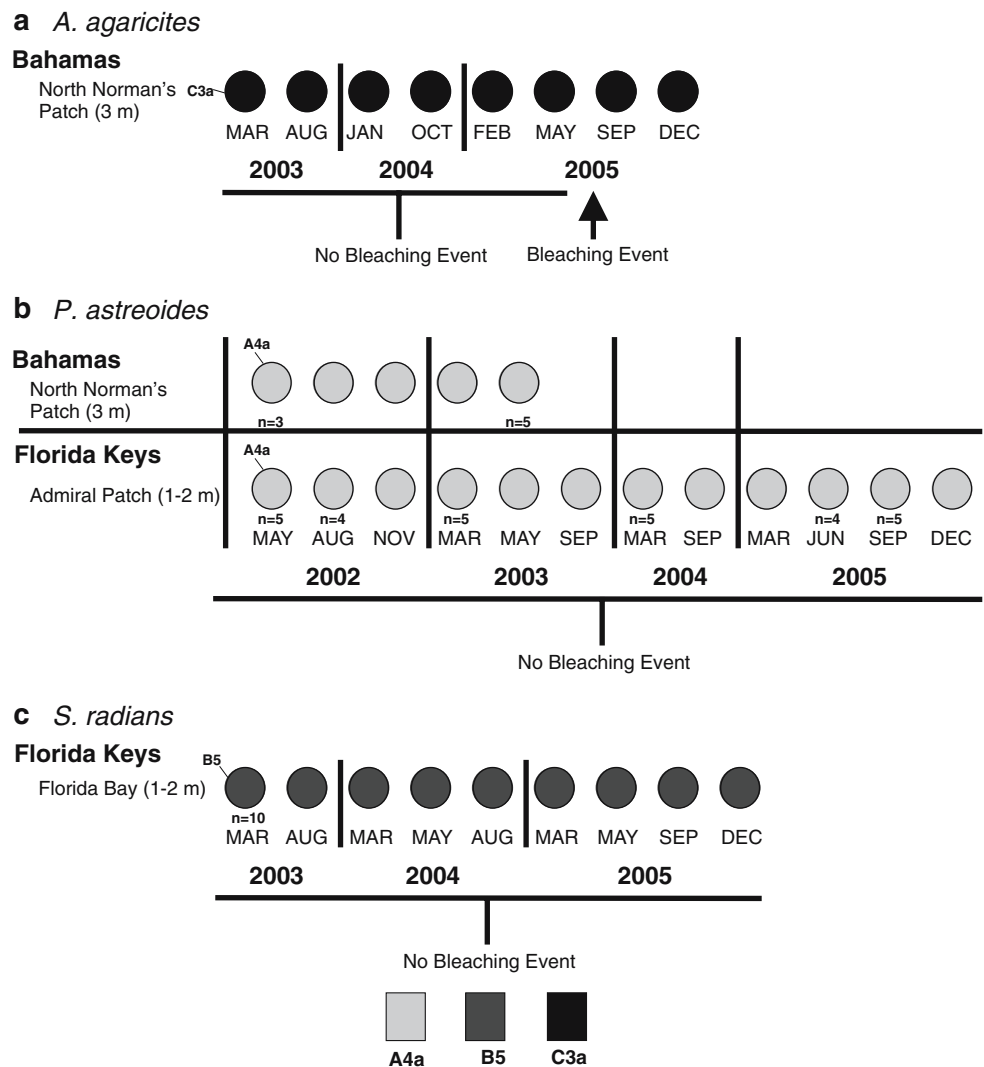 a A. agaricites
Bahamas
North Norman's Patch (3 m)
C3a
MAR AUG JAN OCT FEB MAY SEP DEC
2003 2004 2005
No Bleaching Event Bleaching Event
b P. astreoides
Bahamas
North Norman's Patch (3 m)
A4a
n=3 n=5
Florida Keys
A4a
Admiral Patch (1-2 m)
n=5 n=4 n=5 n=5 n=4 n=5
MAY AUG NOV MAR MAY SEP MAR SEP MAR JUN SEP DEC
2002 2003 2004 2005
No Bleaching Event
c S. radians
Florida Keys
B5
Florida Bay (1-2 m)
n=10
MAR AUG MAR MAY AUG MAR MAY SEP DEC
2003 2004 2005
No Bleaching Event
A4a B5 C3a